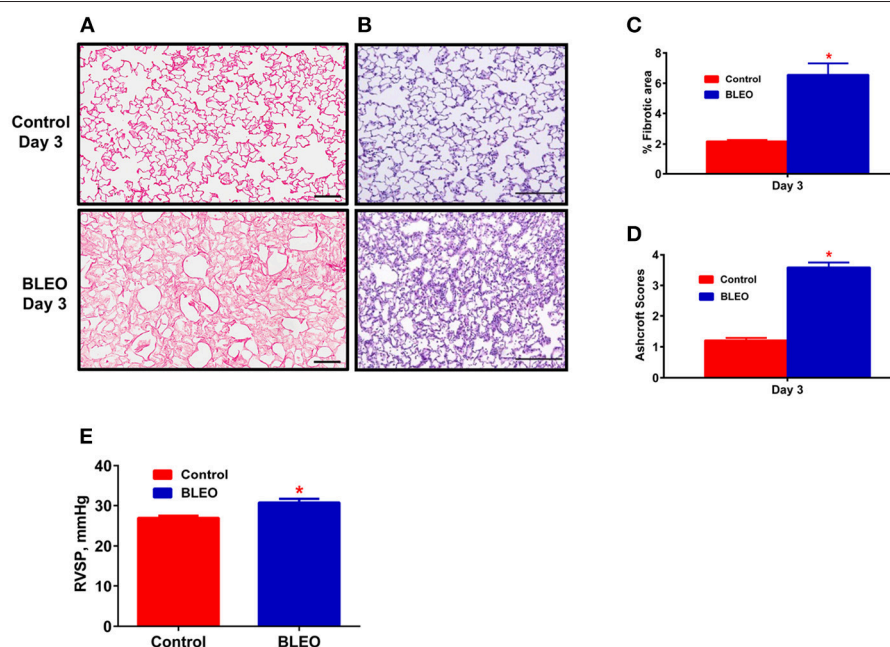 A
B
Control
Day 3
BLEO
Day 3
C
% Fibrotic area
8
6
4
2
0
Control
BLEO
*
Day 3
D
Ashcroft Scores
4
3
2
1
0
Control
BLEO
*
Day 3
E
RVSP, mmHg
40
30
20
10
0
Control
BLEO
*
Control
BLEO